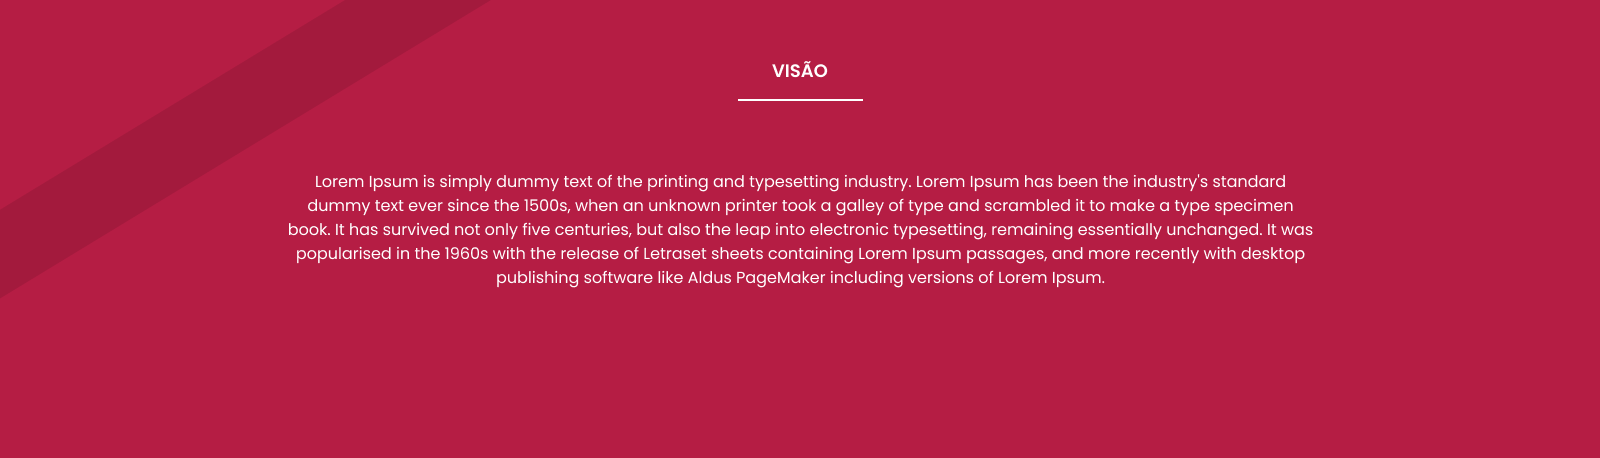 VISÃO
Lorem Ipsum is simply dummy text of the printing and typesetting industry. Lorem Ipsum has been the industry's standard
dummy text ever since the 1500s, when an unknown printer took a galley of type and scrambled it to make a type specimen
book. It has survived not only five centuries, but also the leap into electronic typesetting, remaining essentially unchanged. It was
popularised in the 1960s with the release of Letraset sheets containing Lorem Ipsum passages, and more recently with desktop
publishing software like Aldus PageMaker including versions of Lorem Ipsum.